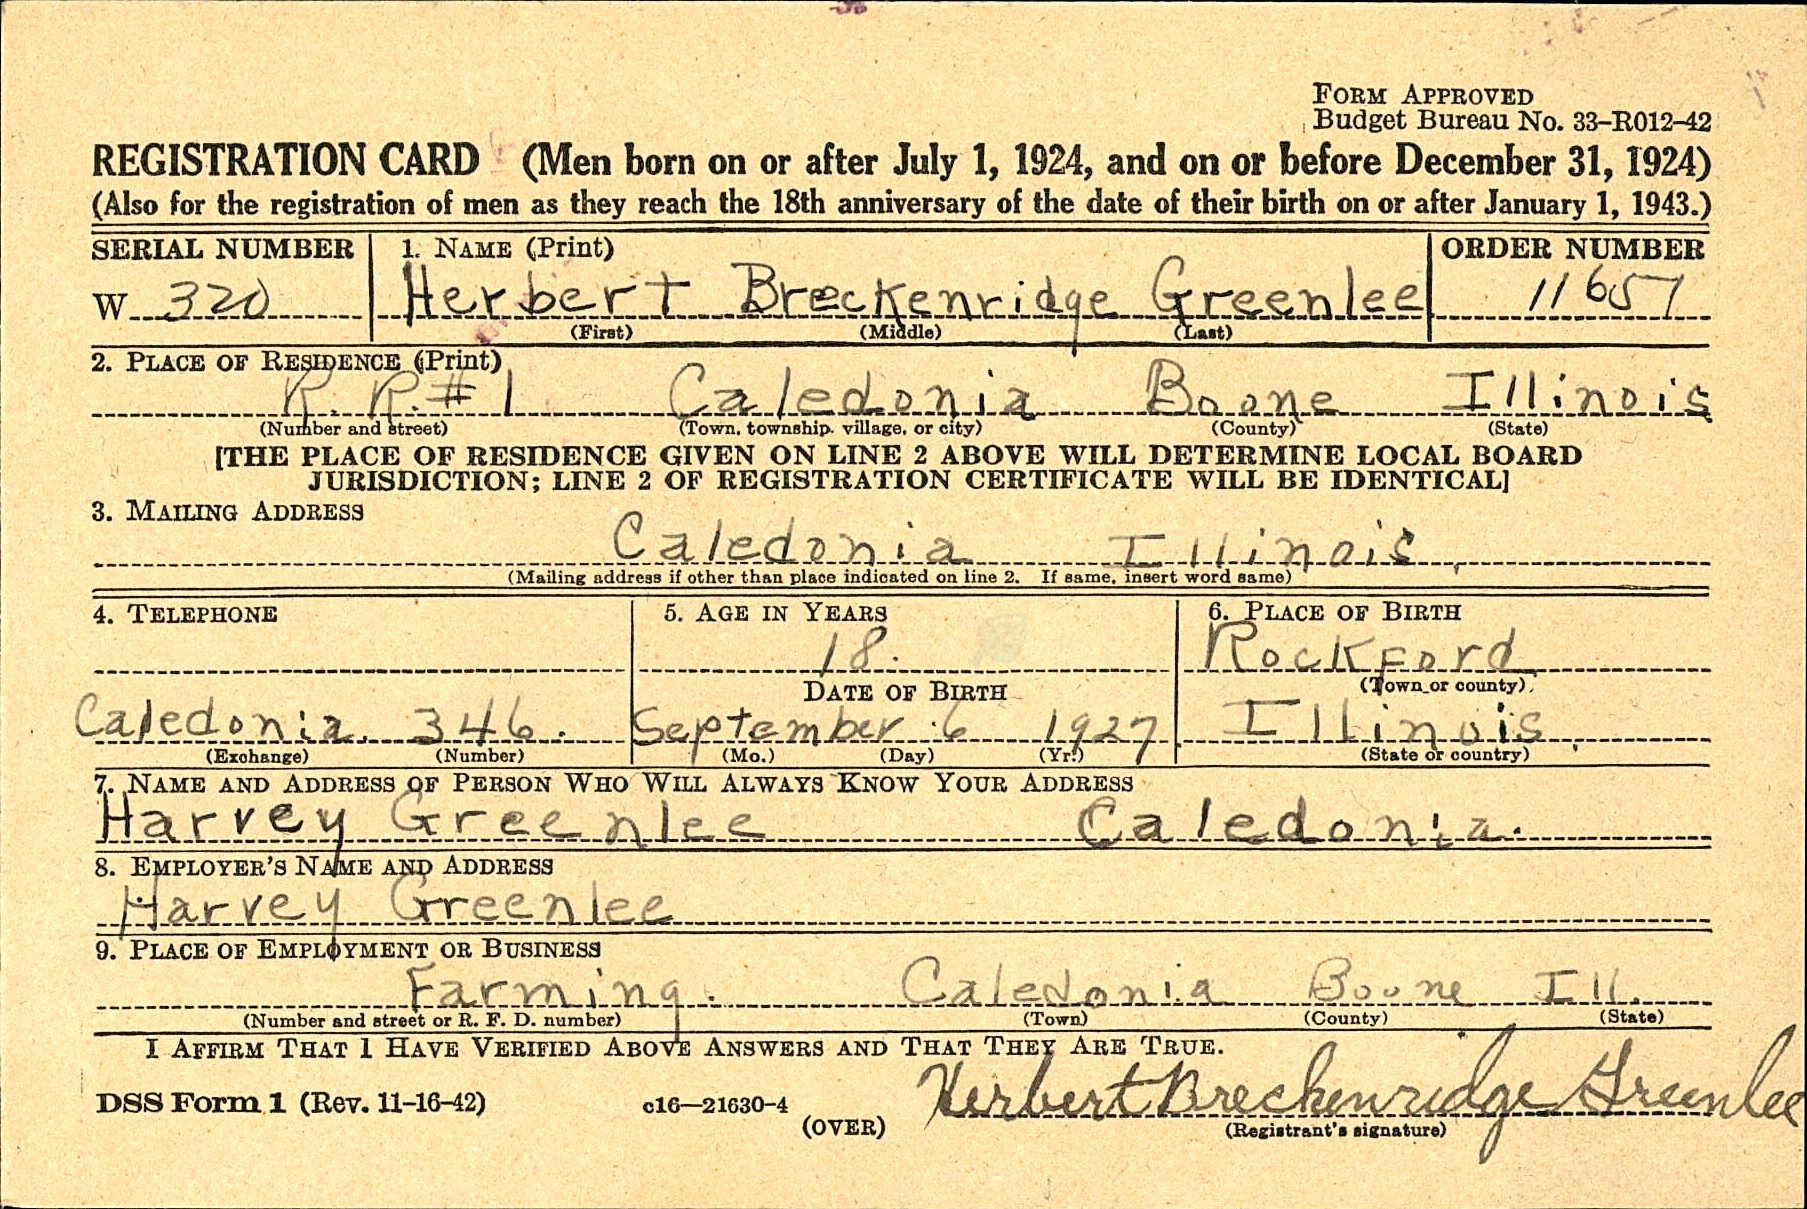 FORM APPROVED
Budget Bureau No. 33-R012-42
REGISTRATION CARD (Men born on or after July 1, 1924, and on or before December 31, 1924)
(Also for the registration of men as they reach the 18th anniversary of the date of their birth on or after January 1, 1943.)
SERIAL NUMBER 1. NAME (Print) ORDER NUMBER
W 320 Herbert Breckenridge Greenlee 11657
(First) (Middle) (Last)
2. PLACE OF RESIDENCE (Print)
R. R. # 1 Caledonia Boone Illinois
(Number and street) (Town, township, village, or city) (County) (State)
[THE PLACE OF RESIDENCE GIVEN ON LINE 2 ABOVE WILL DETERMINE LOCAL BOARD
JURISDICTION; LINE 2 OF REGISTRATION CERTIFICATE WILL BE IDENTICAL]
3. MAILING ADDRESS
Caledonia Illinois.
(Mailing address if other than place indicated on line 2. If same, insert word same)
4. TELEPHONE 5. AGE IN YEARS 6. PLACE OF BIRTH
18. Rockford
DATE OF BIRTH (Town or county)
Caledonia 346. September 6 1927. Illinois.
(Exchange) (Number) (Mo.) (Day) (Yr.) (State or country)
7. NAME AND ADDRESS OF PERSON WHO WILL ALWAYS KNOW YOUR ADDRESS
Harvey Greenlee Caledonia.
8. EMPLOYER'S NAME AND ADDRESS
Harvey Greenlee
9. PLACE OF EMPLOYMENT OR BUSINESS
Farming. Caledonia Boone Ill.
(Number and street or R. F. D. number) (Town) (County) (State)
I AFFIRM THAT I HAVE VERIFIED ABOVE ANSWERS AND THAT THEY ARE TRUE.
DSS Form 1 (Rev. 11-16-42) c16—21630-4 Herbert Breckenridge Greenlee
(OVER) (Registrant's signature)